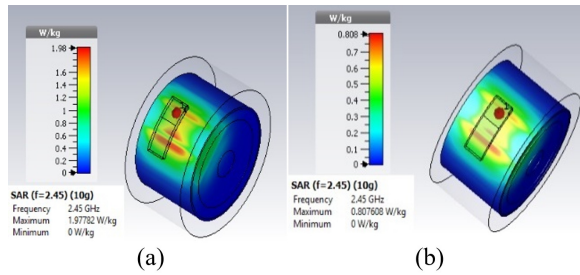 W/kg
1.98
1.6
1.4
1.2
1
0.8
0.6
0.4
0.2
0
SAR (f=2.45) (10g)
Frequency 2.45 GHz
Maximum 1.97782 W/kg
Minimum 0 W/kg
(a)
W/kg
0.808
0.7
0.6
0.5
0.4
0.3
0.2
0.1
0
SAR (f=2.45) (10g)
Frequency 2.45 GHz
Maximum 0.807608 W/kg
Minimum 0 W/kg
(b)